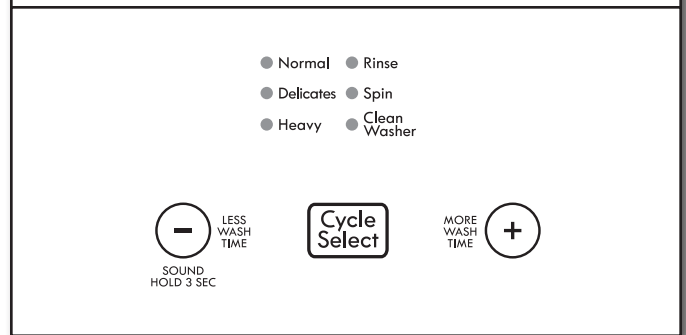 Normal
Rinse
Delicates
Spin
Heavy
Clean
Washer
-
LESS
WASH
TIME
SOUND
HOLD 3 SEC
Cycle
Select
MORE
WASH
TIME
+